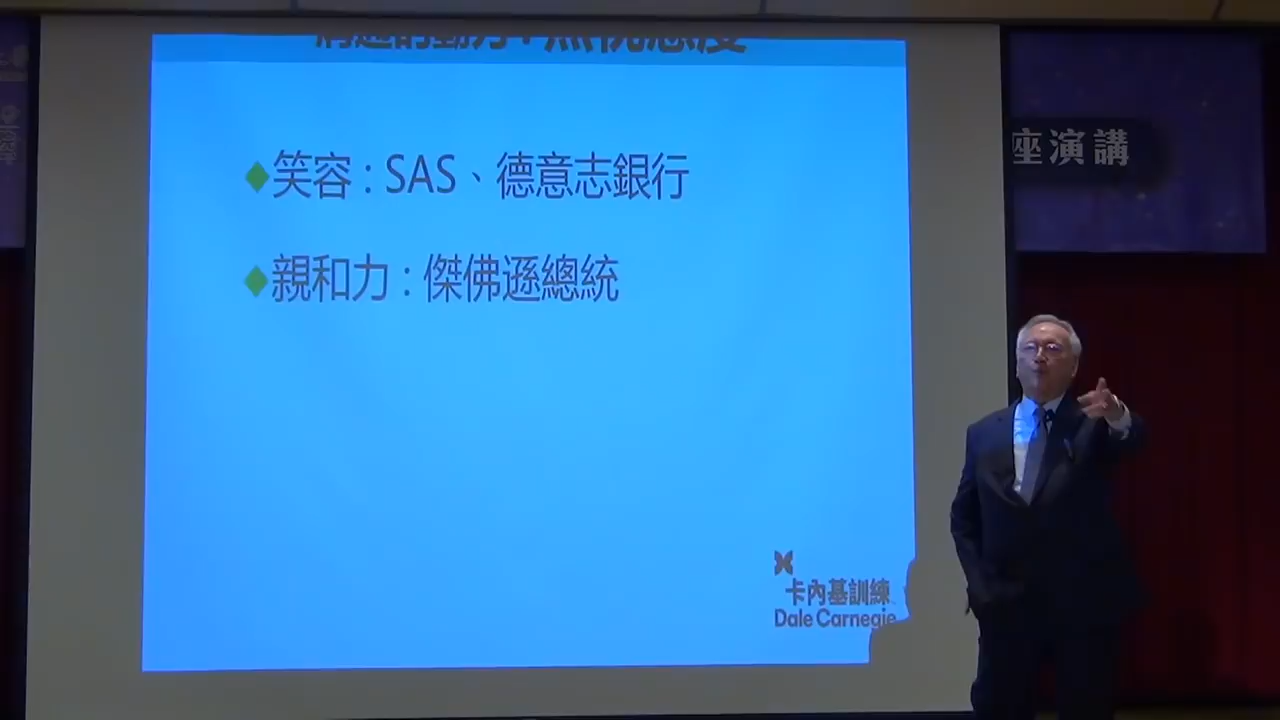 笑容 : SAS、德意志銀行
親和力 : 傑佛遜總統
卡內基訓練
Dale Carnegie
座演講